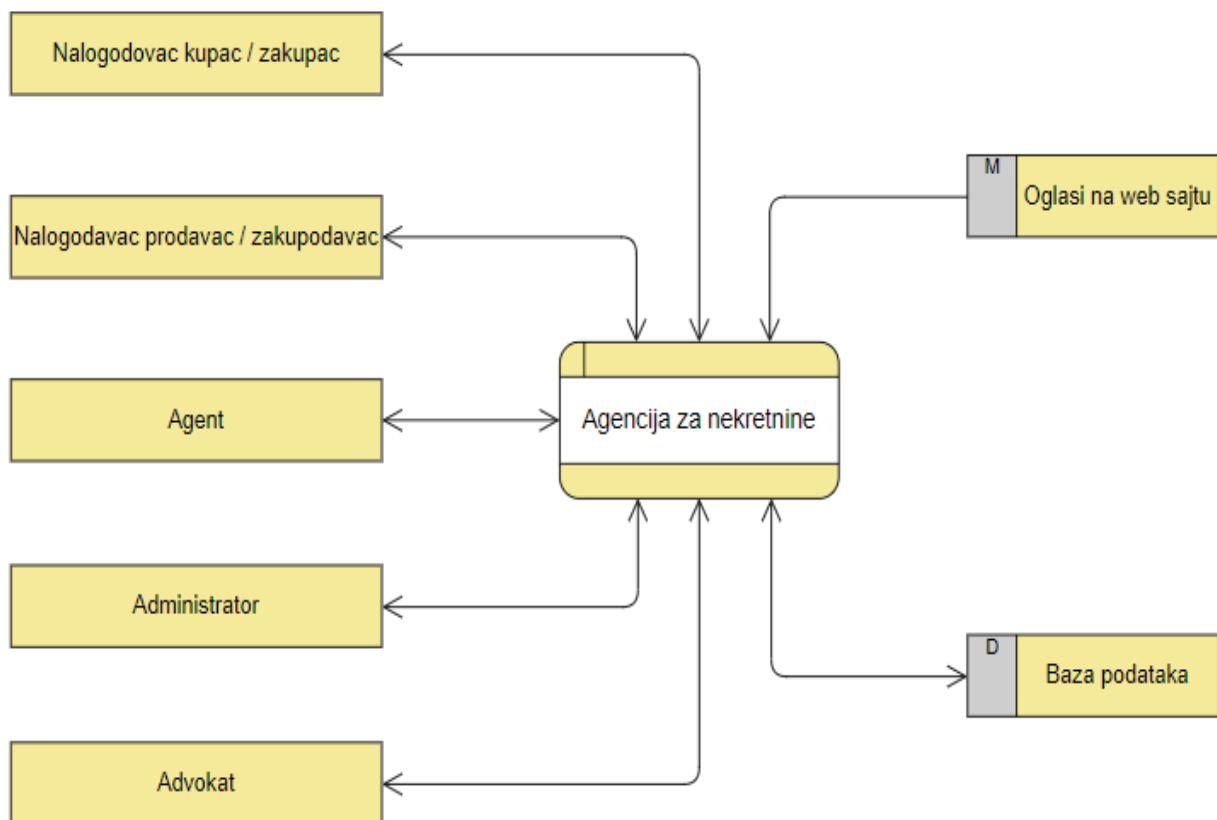 Nalogodovac kupac / zakupac
M
Oglasi na web sajtu
Nalogodavac prodavac / zakupodavac
Agent
Agencija za nekretnine
Administrator
D
Baza podataka
Advokat